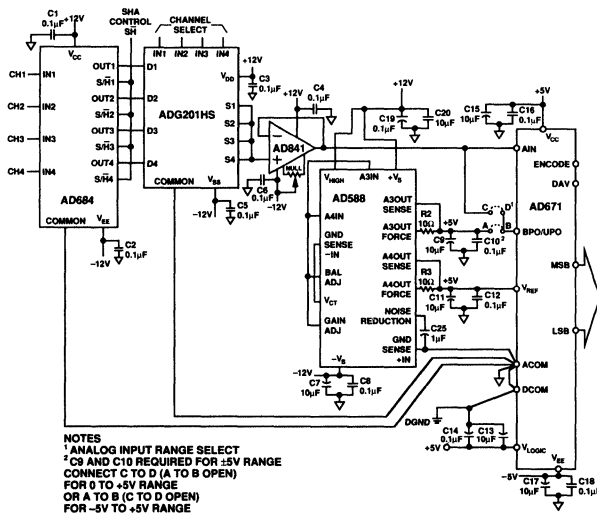 C1
0.1µF
+12V
SHA
CONTROL
S/H̅
CHANNEL
SELECT
IN1 IN2 IN3 IN4
VCC
CH1 IN1
CH2 IN2
CH3 IN3
CH4 IN4
OUT1
S/H̅1
OUT2
S/H̅2
OUT3
S/H̅3
OUT4
S/H̅4
AD684
COMMON
VEE
-12V
C2
0.1µF
D1
D2
D3
D4
ADG201HS
VDD
S1
S2
S3
S4
COMMON
VSS
-12V
+12V
C3
0.1µF
C5
0.1µF
C4
0.1µF
+12V
AD841
NULL
C6
0.1µF
-12V
+12V
C19
0.1µF
C20
10µF
VHIGH
A3IN
+VS
AD588
A4IN
GND
SENSE
-IN
BAL
ADJ
VCT
GAIN
ADJ
A3OUT
SENSE
A3OUT
FORCE
A4OUT
SENSE
A4OUT
FORCE
NOISE
REDUCTION
GND
SENSE
+IN
-VS
-12V
C7
10µF
C8
0.1µF
R2
10Ω
+5V
C9
10µF
C10²
0.1µF
R3
10Ω
+5V
C11
10µF
C12
0.1µF
C25
1µF
C D¹
A B
+5V
C15
10µF
C16
0.1µF
VCC
AIN
ENCODE
DAV
AD671
BPO/UPO
MSB
VREF
LSB
ACOM
DCOM
DGND
C14
0.1µF
C13
10µF
+5V
VLOGIC
VEE
-5V
C17
10µF
C18
0.1µF
NOTES
¹ ANALOG INPUT RANGE SELECT
² C9 AND C10 REQUIRED FOR ±5V RANGE
CONNECT C TO D (A TO B OPEN)
FOR 0 TO +5V RANGE
OR A TO B (C TO D OPEN)
FOR -5V TO +5V RANGE